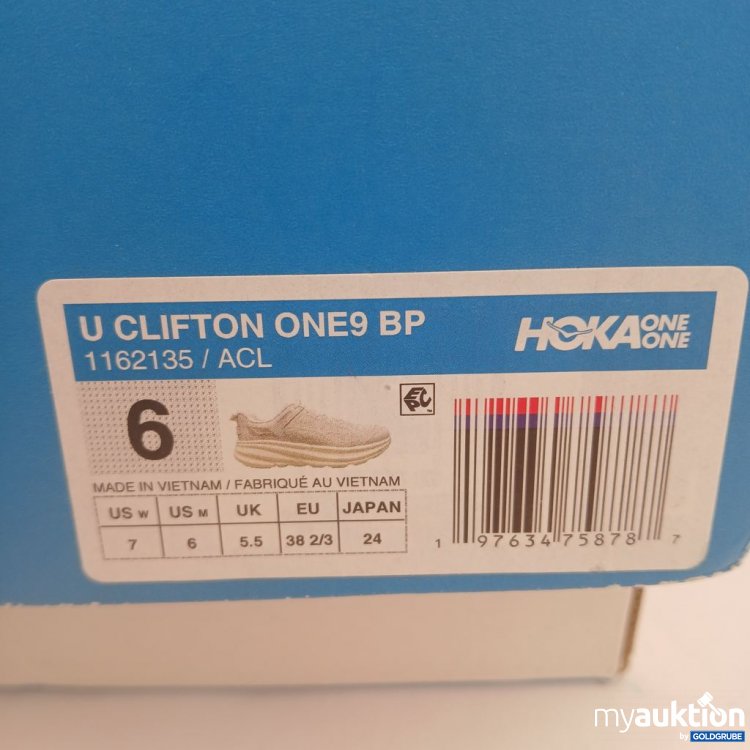 U CLIFTON ONE9 BP
1162135 / ACL
HOKA ONE ONE
6
EPC™
MADE IN VIETNAM / FABRIQUÉ AU VIETNAM
US W US M UK EU JAPAN
7 6 5.5 38 2/3 24
1 97634 75878 7
myauktion
by GOLDGRUBE